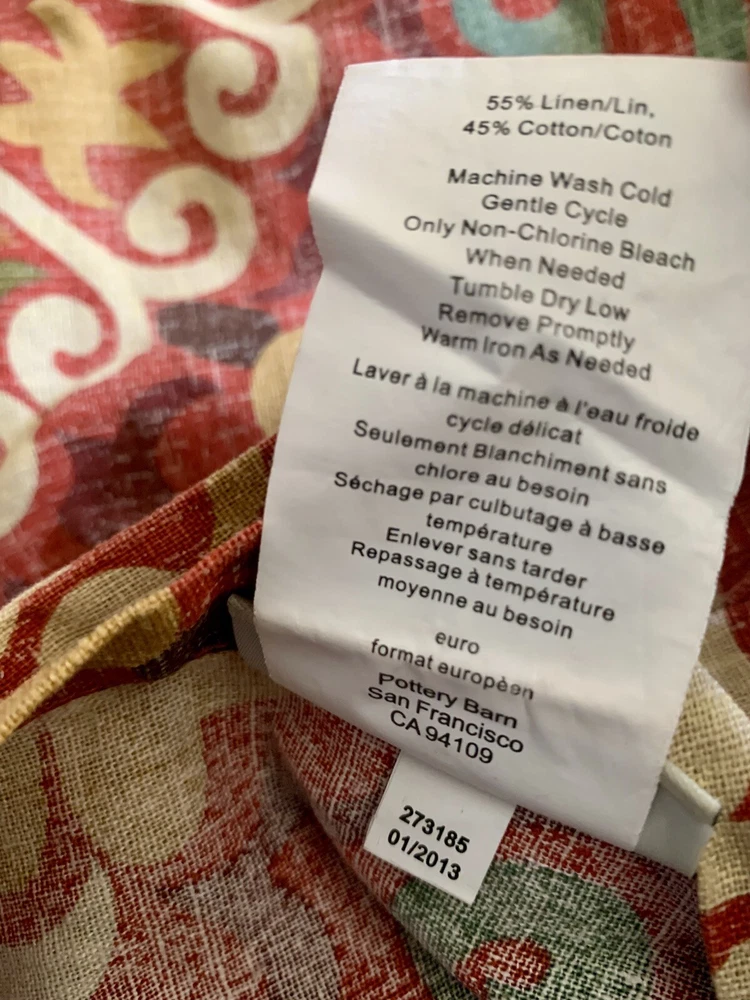 55% Linen/Lin,
45% Cotton/Coton
Machine Wash Cold
Gentle Cycle
Only Non-Chlorine Bleach
When Needed
Tumble Dry Low
Remove Promptly
Warm Iron As Needed
Laver à la machine à l'eau froide
cycle délicat
Seulement Blanchiment sans
chlore au besoin
Séchage par culbutage à basse
température
Enlever sans tarder
Repassage à température
moyenne au besoin
euro
format europèen
Pottery Barn
San Francisco
CA 94109
273185
01/2013